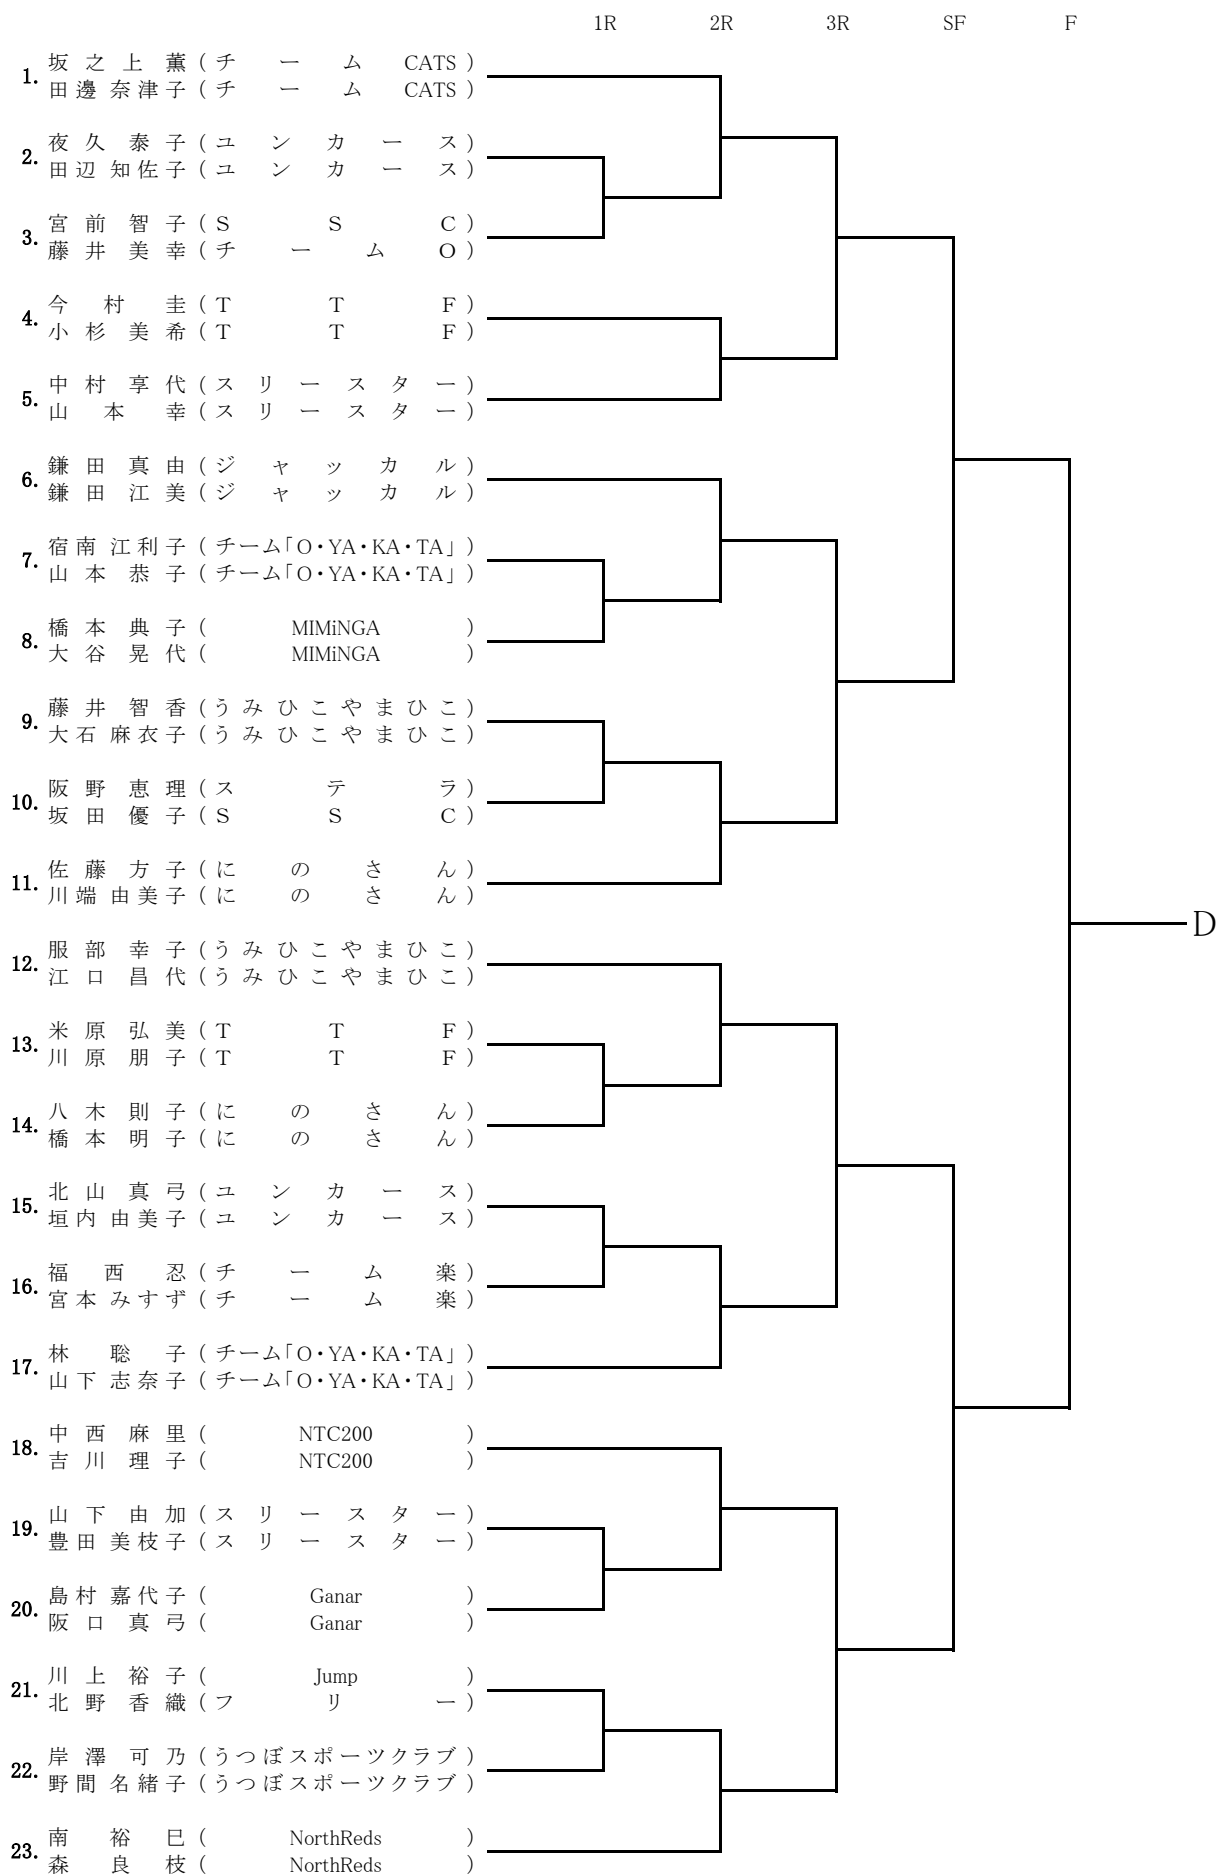 1R 2R 3R SF F
坂之上薫(チームCATS)
1.
田邊奈津子(チームCATS)
夜久泰子(ユンカース)
2.
田辺知佐子(ユンカース)
宮前智子(SSC)
3.
藤井美幸(チームO)
今村圭(TTF)
4.
小杉美希(TTF)
中村享代(スリースター)
5.
山本幸(スリースター)
鎌田真由(ジャッカル)
6.
鎌田江美(ジャッカル)
宿南江利子(チーム「O・YA・KA・TA」)
7.
山本恭子(チーム「O・YA・KA・TA」)
橋本典子(MIMiNGA)
8.
大谷晃代(MIMiNGA)
藤井智香(うみひこやまひこ)
9.
大石麻衣子(うみひこやまひこ)
阪野恵理(ステラ)
10.
坂田優子(SSC)
佐藤方子(にのさん)
11.
川端由美子(にのさん)
D
服部幸子(うみひこやまひこ)
12.
江口昌代(うみひこやまひこ)
米原弘美(TTF)
13.
川原朋子(TTF)
八木則子(にのさん)
14.
橋本明子(にのさん)
北山真弓(ユンカース)
15.
垣内由美子(ユンカース)
福西忍(チーム楽)
16.
宮本みすず(チーム楽)
林聡子(チーム「O・YA・KA・TA」)
17.
山下志奈子(チーム「O・YA・KA・TA」)
中西麻里(NTC200)
18.
吉川理子(NTC200)
山下由加(スリースター)
19.
豊田美枝子(スリースター)
島村嘉代子(Ganar)
20.
阪口真弓(Ganar)
川上裕子(Jump)
21.
北野香織(フリー)
岸澤可乃(うつぼスポーツクラブ)
22.
野間名緒子(うつぼスポーツクラブ)
南裕巳(NorthReds)
23.
森良枝(NorthReds)